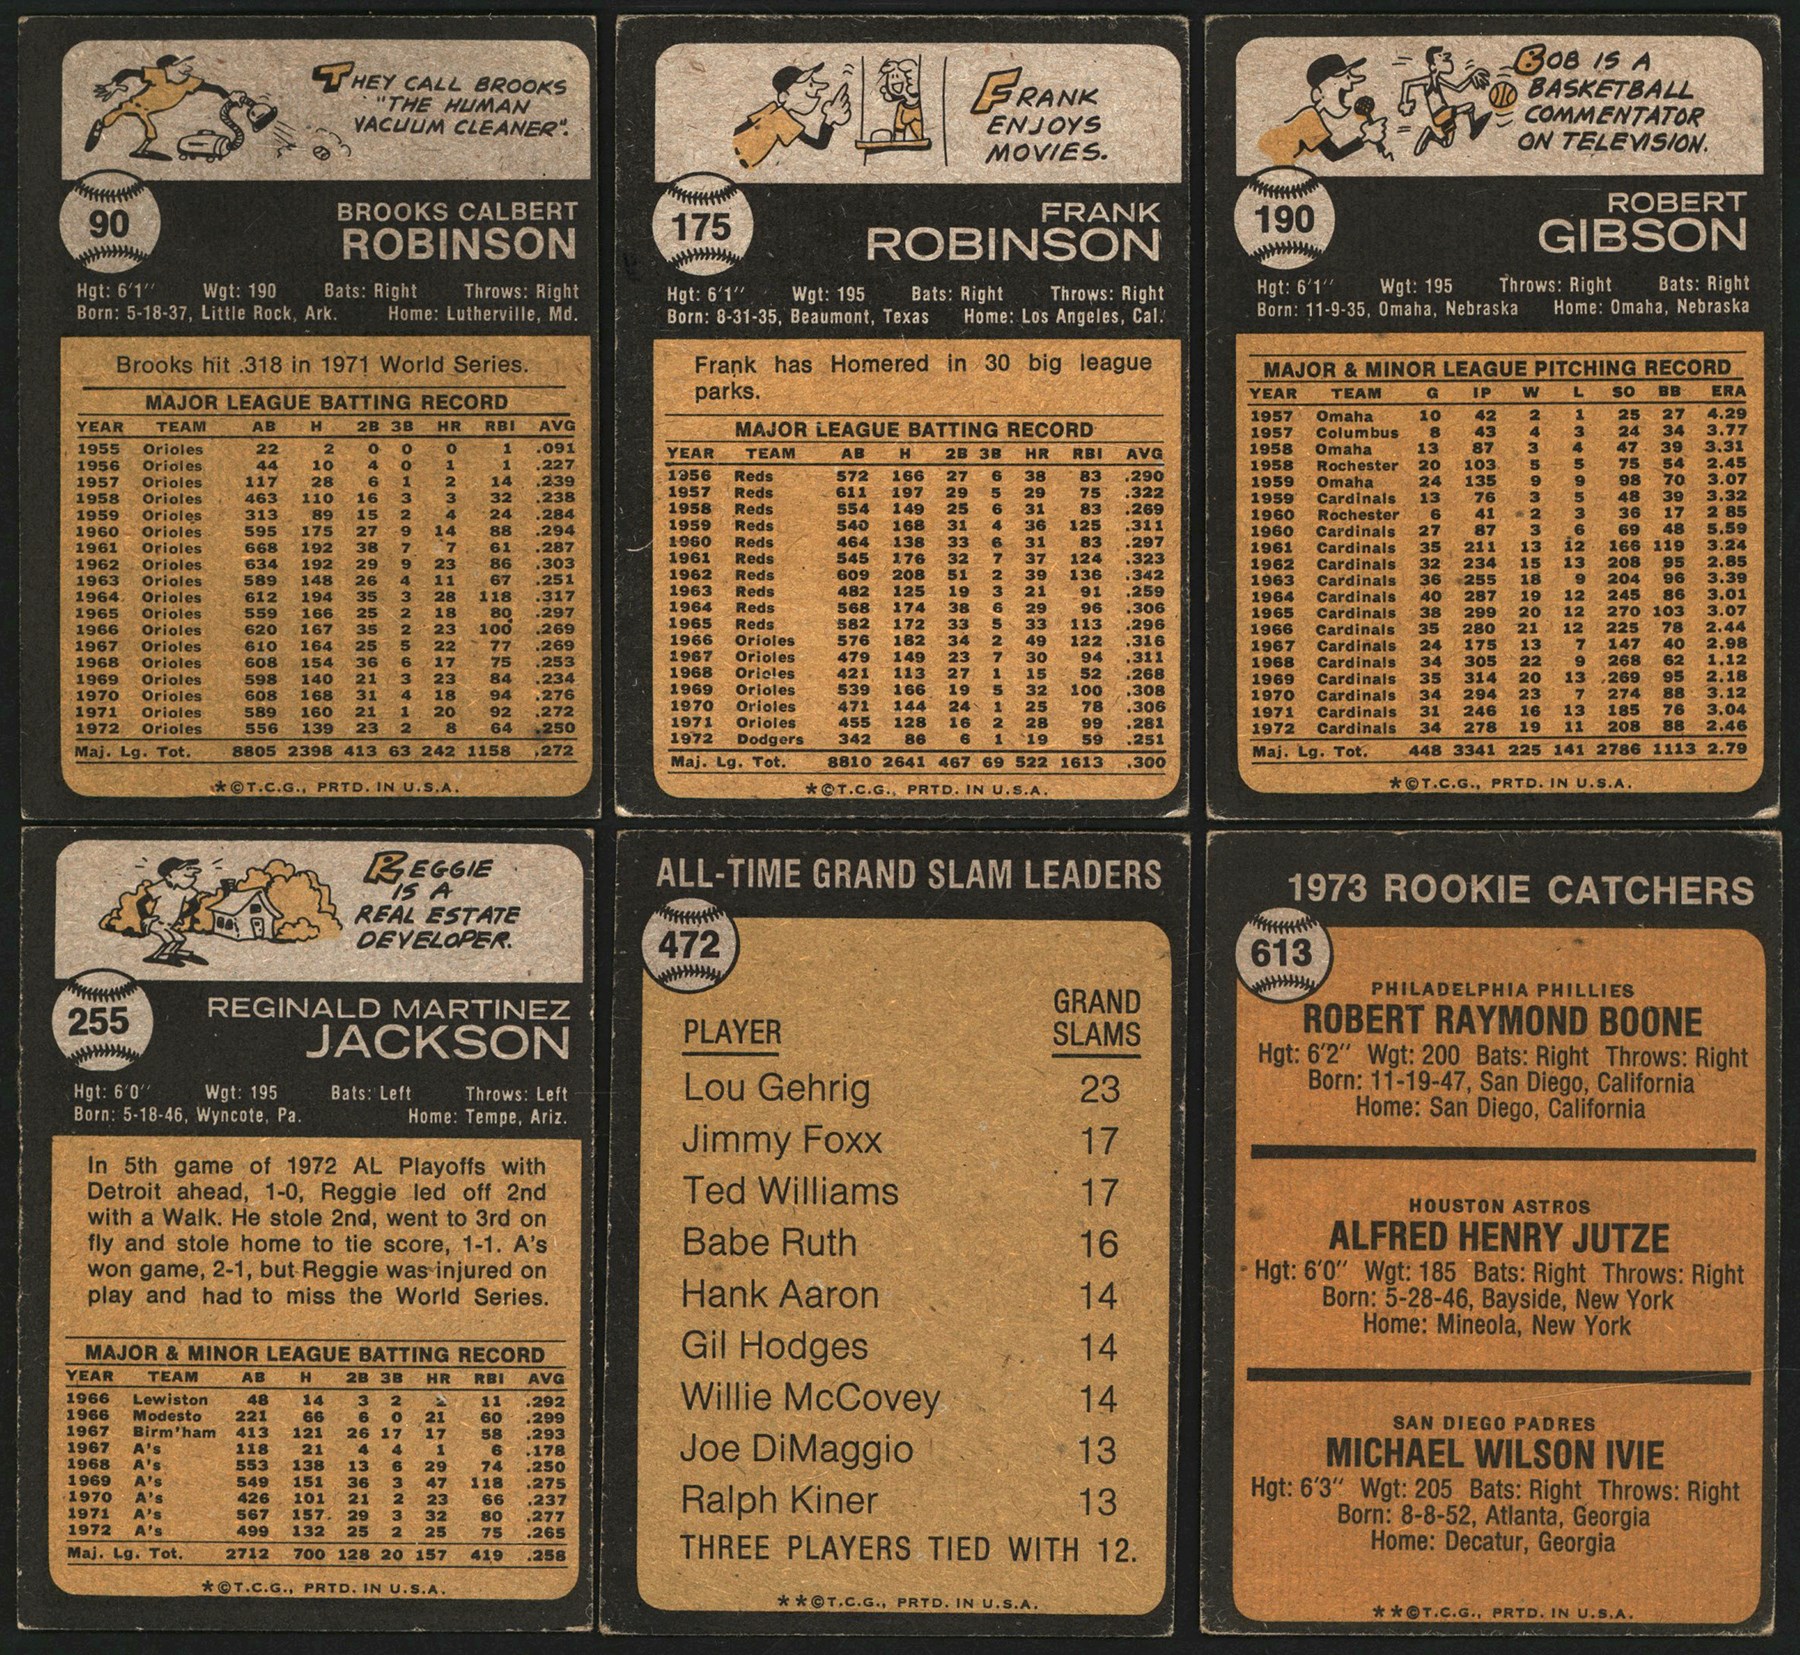 THEY CALL BROOKS
"THE HUMAN
VACUUM CLEANER".
90
BROOKS CALBERT
ROBINSON
Hgt: 6'1" Wgt: 190 Bats: Right Throws: Right
Born: 5-18-37, Little Rock, Ark. Home: Lutherville, Md.
Brooks hit .318 in 1971 World Series.
MAJOR LEAGUE BATTING RECORD
YEAR TEAM AB H 2B 3B HR RBI AVG
1955 Orioles 22 2 0 0 0 1 .091
1956 Orioles 44 10 4 0 1 1 .227
1957 Orioles 117 28 6 1 2 14 .239
1958 Orioles 463 110 16 3 3 32 .238
1959 Orioles 313 89 15 2 4 24 .284
1960 Orioles 595 175 27 9 14 88 .294
1961 Orioles 668 192 38 7 7 61 .287
1962 Orioles 634 192 29 9 23 86 .303
1963 Orioles 589 148 26 4 11 67 .251
1964 Orioles 612 194 35 3 28 118 .317
1965 Orioles 559 166 25 2 18 80 .297
1966 Orioles 620 167 35 2 23 100 .269
1967 Orioles 610 164 25 5 22 77 .269
1968 Orioles 608 154 36 6 17 75 .253
1969 Orioles 598 140 21 3 23 84 .234
1970 Orioles 608 168 31 4 18 94 .276
1971 Orioles 589 160 21 1 20 92 .272
1972 Orioles 556 139 23 2 8 64 .250
Maj. Lg. Tot. 8805 2398 413 63 242 1158 .272
*©T.C.G., PRTD. IN U.S.A.
FRANK
ENJOYS
MOVIES.
175
FRANK
ROBINSON
Hgt: 6'1" Wgt: 195 Bats: Right Throws: Right
Born: 8-31-35, Beaumont, Texas Home: Los Angeles, Cal.
Frank has Homered in 30 big league
parks.
MAJOR LEAGUE BATTING RECORD
YEAR TEAM AB H 2B 3B HR RBI AVG
1956 Reds 572 166 27 6 38 83 .290
1957 Reds 611 197 29 5 29 75 .322
1958 Reds 554 149 25 6 31 83 .269
1959 Reds 540 168 31 4 36 125 .311
1960 Reds 464 138 33 6 31 83 .297
1961 Reds 545 176 32 7 37 124 .323
1962 Reds 609 208 51 2 39 136 .342
1963 Reds 482 125 19 3 21 91 .259
1964 Reds 568 174 38 6 29 96 .306
1965 Reds 582 172 33 5 33 113 .296
1966 Orioles 576 182 34 2 49 122 .316
1967 Orioles 479 149 23 7 30 94 .311
1968 Orioles 421 113 27 1 15 52 .268
1969 Orioles 539 166 19 5 32 100 .308
1970 Orioles 471 144 24 1 25 78 .306
1971 Orioles 455 128 16 2 28 99 .281
1972 Dodgers 342 86 6 1 19 59 .251
Maj. Lg. Tot. 8810 2641 467 69 522 1613 .300
*©T.C.G., PRTD. IN U.S.A.
BOB IS A
BASKETBALL
COMMENTATOR
ON TELEVISION.
190
ROBERT
GIBSON
Hgt: 6'1" Wgt: 195 Throws: Right Bats: Right
Born: 11-9-35, Omaha, Nebraska Home: Omaha, Nebraska
MAJOR & MINOR LEAGUE PITCHING RECORD
YEAR TEAM G IP W L SO BB ERA
1957 Omaha 10 42 2 1 25 27 4.29
1957 Columbus 8 43 4 3 24 34 3.77
1958 Omaha 13 87 3 4 47 39 3.31
1958 Rochester 20 103 5 5 75 54 2.45
1959 Omaha 24 135 9 9 98 70 3.07
1959 Cardinals 13 76 3 5 48 39 3.32
1960 Rochester 6 41 2 3 36 17 2 85
1960 Cardinals 27 87 3 6 69 48 5.59
1961 Cardinals 35 211 13 12 166 119 3.24
1962 Cardinals 32 234 15 13 208 95 2.85
1963 Cardinals 36 255 18 9 204 96 3.39
1964 Cardinals 40 287 19 12 245 86 3.01
1965 Cardinals 38 299 20 12 270 103 3.07
1966 Cardinals 35 280 21 12 225 78 2.44
1967 Cardinals 24 175 13 7 147 40 2.98
1968 Cardinals 34 305 22 9 268 62 1.12
1969 Cardinals 35 314 20 13 269 95 2.18
1970 Cardinals 34 294 23 7 274 88 3.12
1971 Cardinals 31 246 16 13 185 76 3.04
1972 Cardinals 34 278 19 11 208 88 2.46
Maj. Lg. Tot. 448 3341 225 141 2786 1113 2.79
*©T.C.G., PRTD. IN U.S.A.
REGGIE
IS A
REAL ESTATE
DEVELOPER.
255
REGINALD MARTINEZ
JACKSON
Hgt: 6'0" Wgt: 195 Bats: Left Throws: Left
Born: 5-18-46, Wyncote, Pa. Home: Tempe, Ariz.
In 5th game of 1972 AL Playoffs with
Detroit ahead, 1-0, Reggie led off 2nd
with a Walk. He stole 2nd, went to 3rd on
fly and stole home to tie score, 1-1. A's
won game, 2-1, but Reggie was injured on
play and had to miss the World Series.
MAJOR & MINOR LEAGUE BATTING RECORD
YEAR TEAM AB H 2B 3B HR RBI AVG
1966 Lewiston 48 14 3 2 2 11 .292
1966 Modesto 221 66 6 0 21 60 .299
1967 Birm'ham 413 121 26 17 17 58 .293
1967 A's 118 21 4 4 1 6 .178
1968 A's 553 138 13 6 29 74 .250
1969 A's 549 151 36 3 47 118 .275
1970 A's 426 101 21 2 23 66 .237
1971 A's 567 157 29 3 32 80 .277
1972 A's 499 132 25 2 25 75 .265
Maj. Lg. Tot. 2712 700 128 20 157 419 .258
*©T.C.G., PRTD. IN U.S.A.
ALL-TIME GRAND SLAM LEADERS
472
GRAND
PLAYER SLAMS
Lou Gehrig 23
Jimmy Foxx 17
Ted Williams 17
Babe Ruth 16
Hank Aaron 14
Gil Hodges 14
Willie McCovey 14
Joe DiMaggio 13
Ralph Kiner 13
THREE PLAYERS TIED WITH 12.
**©T.C.G., PRTD. IN U.S.A.
1973 ROOKIE CATCHERS
613
PHILADELPHIA PHILLIES
ROBERT RAYMOND BOONE
Hgt: 6'2" Wgt: 200 Bats: Right Throws: Right
Born: 11-19-47, San Diego, California
Home: San Diego, California
HOUSTON ASTROS
ALFRED HENRY JUTZE
Hgt: 6'0" Wgt: 185 Bats: Right Throws: Right
Born: 5-28-46, Bayside, New York
Home: Mineola, New York
SAN DIEGO PADRES
MICHAEL WILSON IVIE
Hgt: 6'3" Wgt: 205 Bats: Right Throws: Right
Born: 8-8-52, Atlanta, Georgia
Home: Decatur, Georgia
**©T.C.G., PRTD. IN U.S.A.